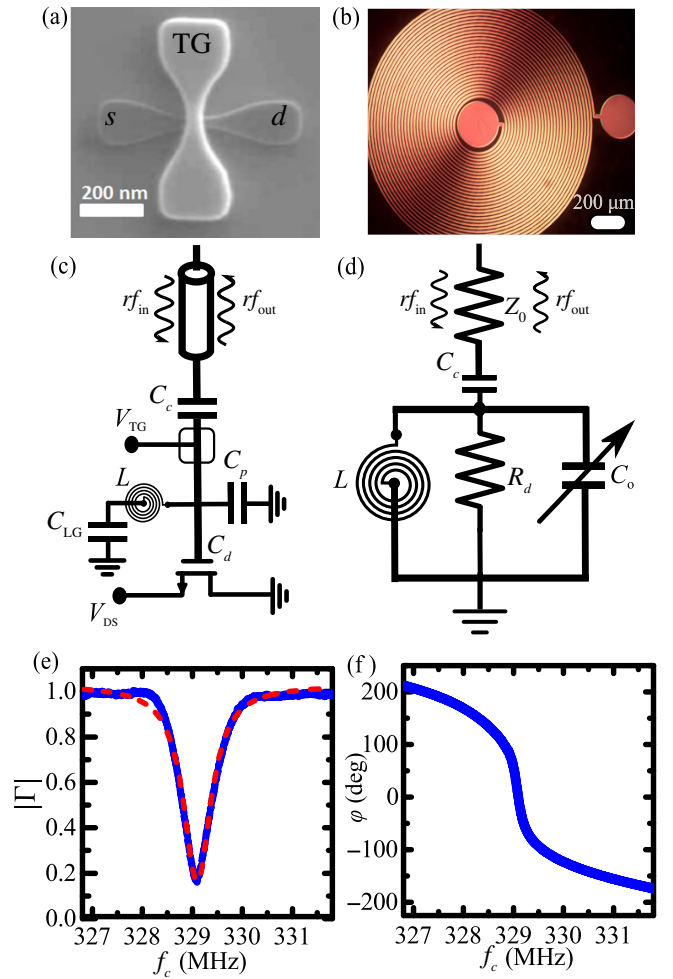 (a)
TG
s
d
200 nm
(b)
200 μm
(c)
rf_in
rf_out
C_c
V_TG
L
C_p
C_LG
C_d
V_DS
(d)
rf_in
rf_out
Z_0
C_c
L
R_d
C_o
(e)
|Γ|
1.0
0.8
0.6
0.4
0.2
0.0
327 328 329 330 331
f_c (MHz)
(f)
φ (deg)
200
100
0
−100
−200
327 328 329 330 331
f_c (MHz)